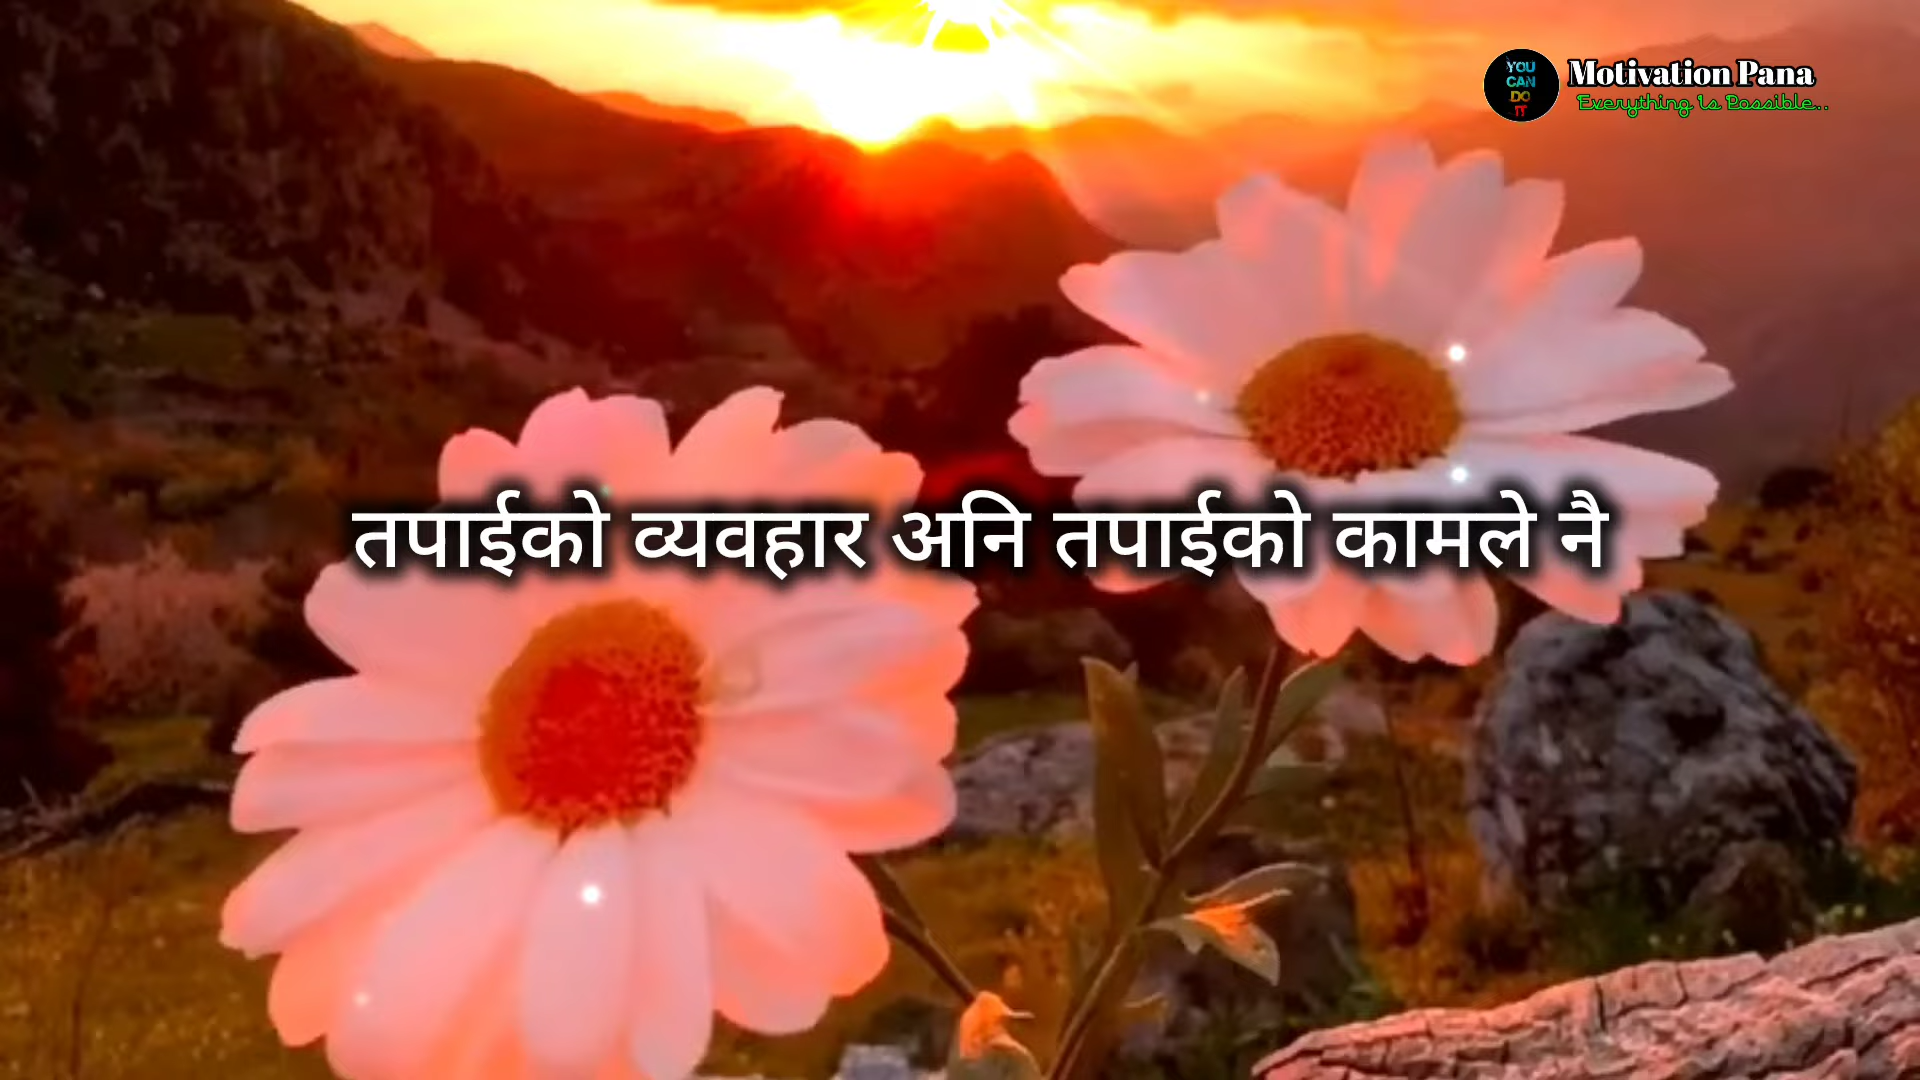 YOU
CAN
DO
IT
Motivation Pana
Everything is Possible..
तपाईको व्यवहार अनि तपाईको कामले नै